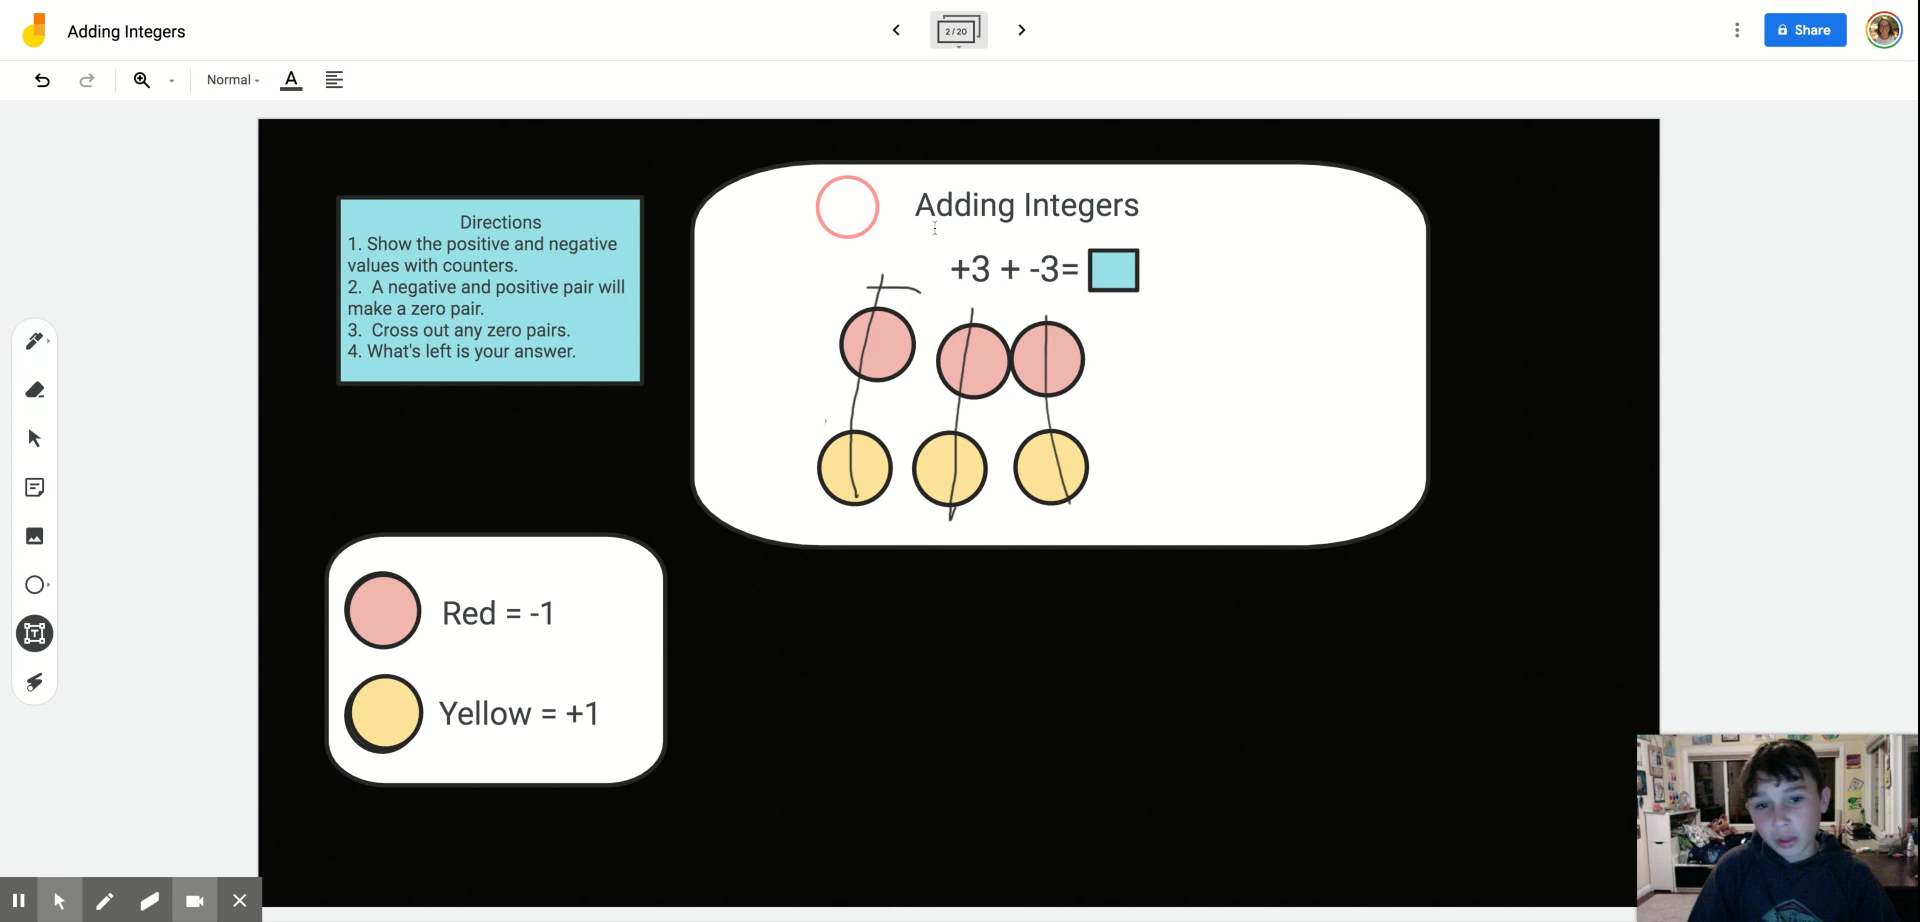 Adding Integers
2 / 20
Share
Normal
A
Directions
1. Show the positive and negative
values with counters.
2. A negative and positive pair will
make a zero pair.
3. Cross out any zero pairs.
4. What's left is your answer.
Adding Integers
+3 + -3=
Red = -1
Yellow = +1